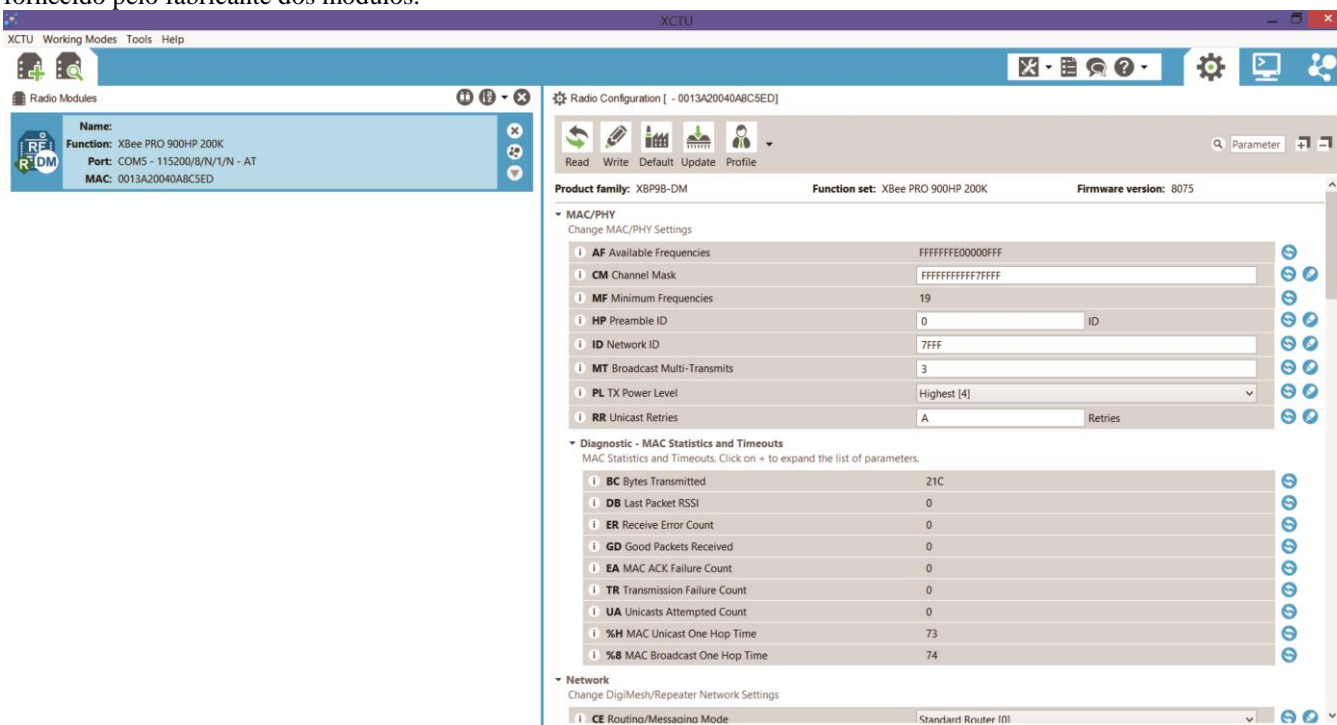 fornecido pelo fabricante dos módulos.
XCTU
XCTU Working Modes Tools Help
Radio Modules
Name:
Function: XBee PRO 900HP 200K
Port: COM5 - 115200/8/N/1/N - AT
MAC: 0013A20040A8C5ED
Radio Configuration [ - 0013A20040A8C5ED]
Read Write Default Update Profile
Parameter
Product family: XBP9B-DM Function set: XBee PRO 900HP 200K Firmware version: 8075
MAC/PHY
Change MAC/PHY Settings
AF Available Frequencies FFFFFFFE00000FFF
CM Channel Mask FFFFFFFFFFF7FFFF
MF Minimum Frequencies 19
HP Preamble ID 0 ID
ID Network ID 7FFF
MT Broadcast Multi-Transmits 3
PL TX Power Level Highest [4]
RR Unicast Retries A Retries
Diagnostic - MAC Statistics and Timeouts
MAC Statistics and Timeouts. Click on + to expand the list of parameters.
BC Bytes Transmitted 21C
DB Last Packet RSSI 0
ER Receive Error Count 0
GD Good Packets Received 0
EA MAC ACK Failure Count 0
TR Transmission Failure Count 0
UA Unicasts Attempted Count 0
%H MAC Unicast One Hop Time 73
%8 MAC Broadcast One Hop Time 74
Network
Change DigiMesh/Repeater Network Settings
CE Routing/Messaging Mode Standard Router [0]